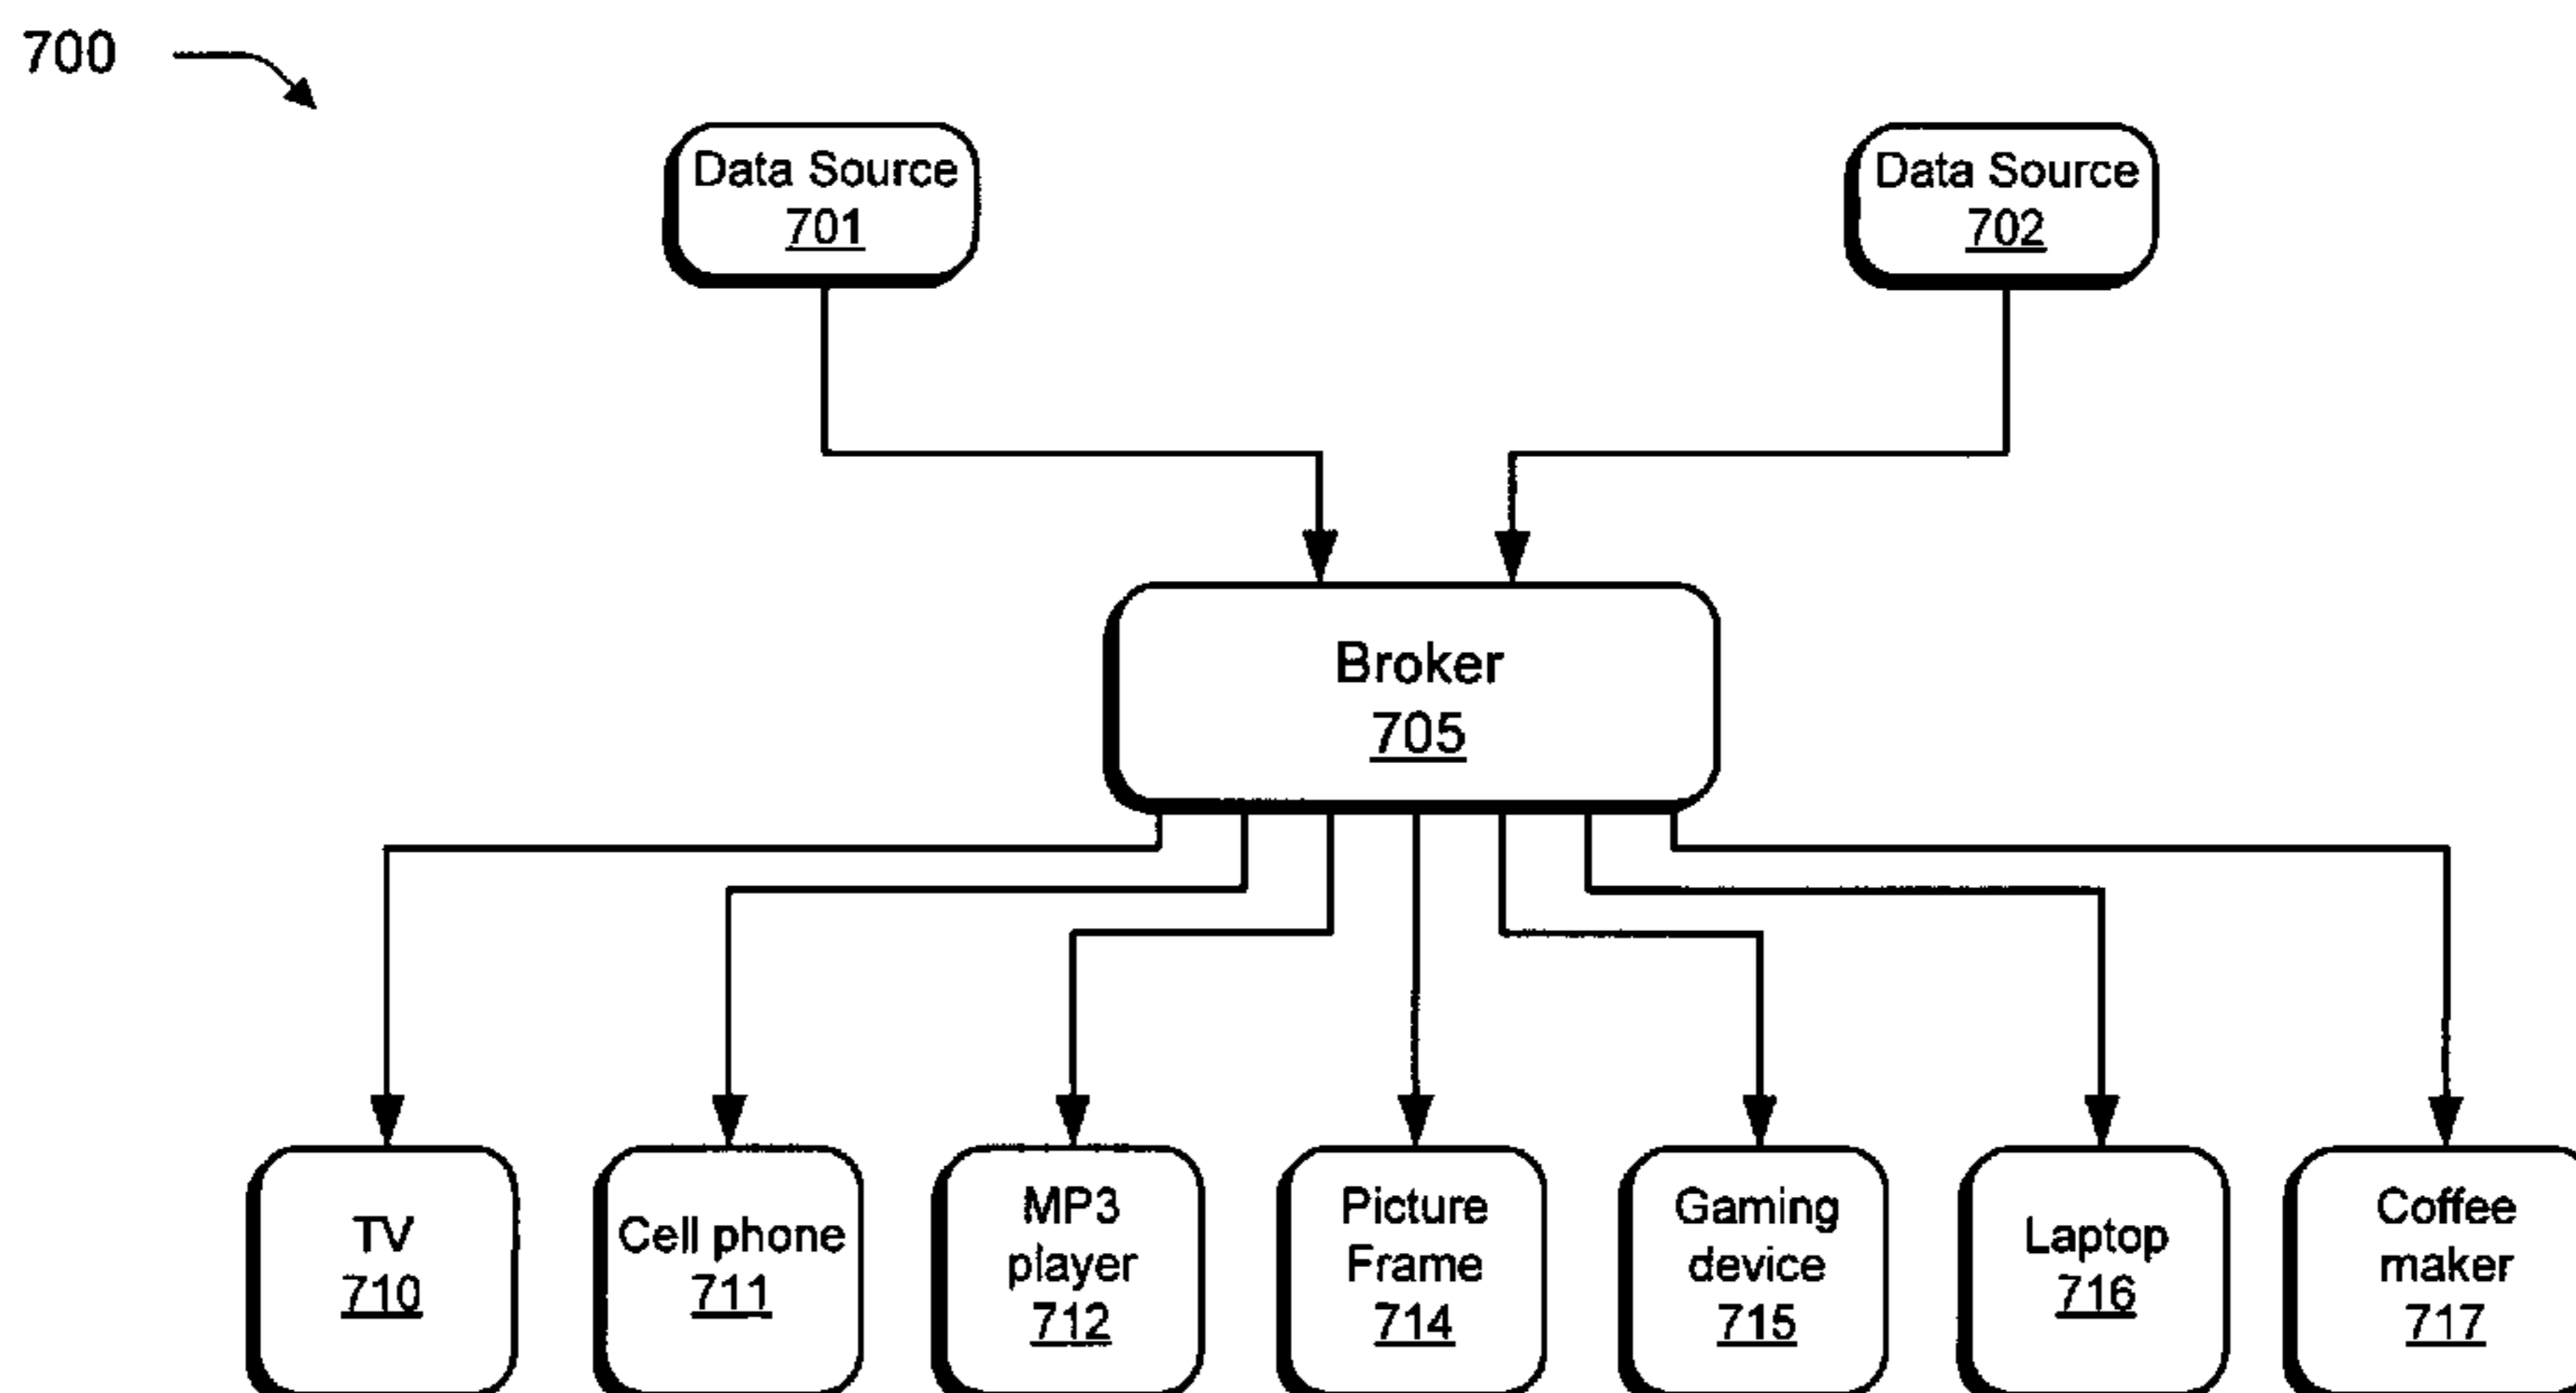 700
Data Source
701
Data Source
702
Broker
705
TV
710
Cell phone
711
MP3
player
712
Picture
Frame
714
Gaming
device
715
Laptop
716
Coffee
maker
717